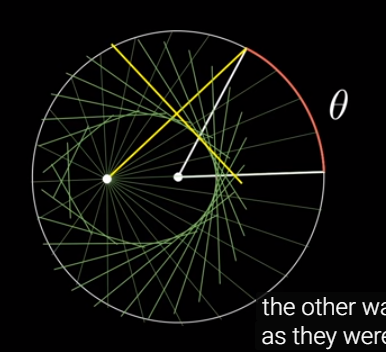 θ
the other wa
as they were